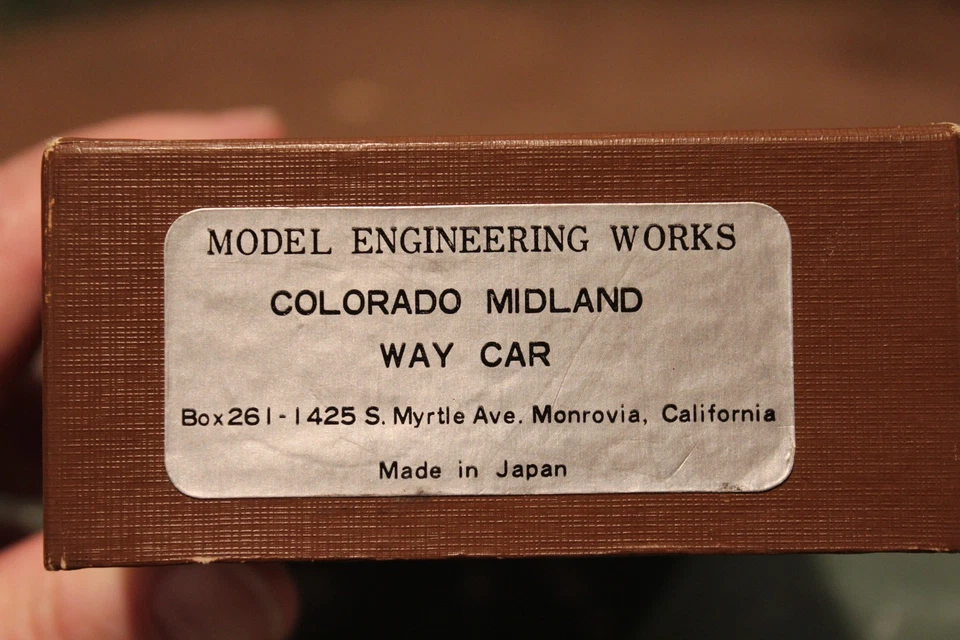 MODEL ENGINEERING WORKS
COLORADO MIDLAND
WAY CAR
Box 261-1425 S. Myrtle Ave. Monrovia, California
Made in Japan